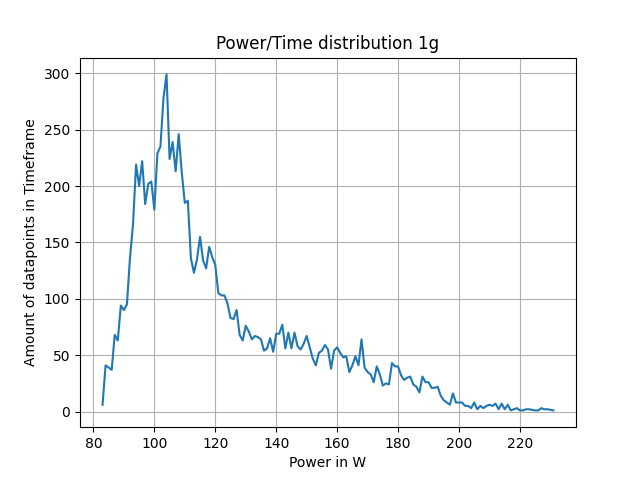 Power/Time distribution 1g
300
250
200
150
100
50
0
Amount of datapoints in Timeframe
80 100 120 140 160 180 200 220
Power in W